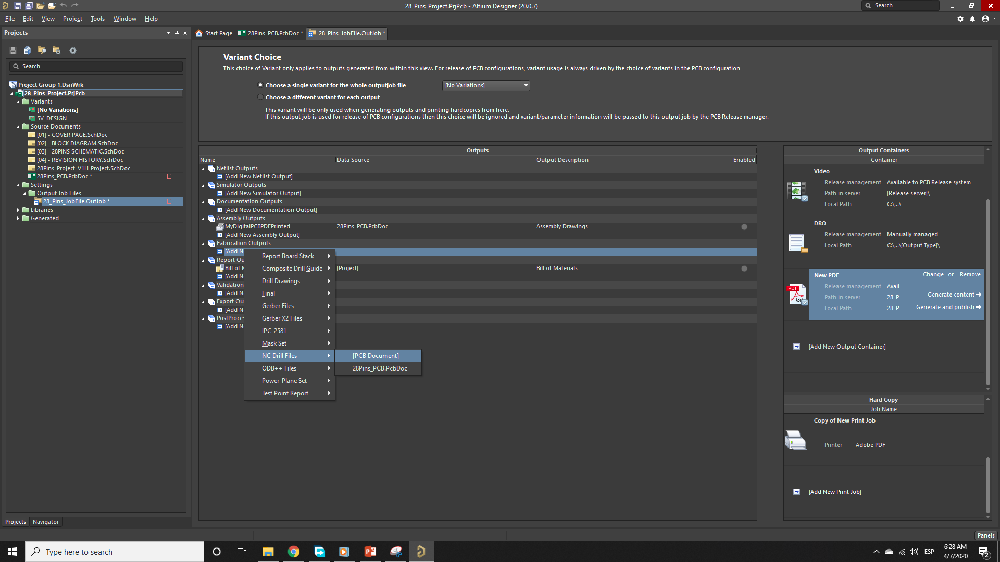 28_Pins_Project.PrjPcb - Altium Designer (20.0.7)
Search
File Edit View Project Tools Window Help
Projects
Start Page
28Pins_PCB.PcbDoc *
28_Pins_JobFile.OutJob *
Search
Project Group 1.DsnWrk
28_Pins_Project.PrjPcb
Variants
[No Variations]
5V_DESIGN
Source Documents
[01] - COVER PAGE.SchDoc
[02] - BLOCK DIAGRAM.SchDoc
[03] - 28PINS SCHEMATIC.SchDoc
[04] - REVISION HISTORY.SchDoc
28Pins_Project_V1I1 Project.SchDoc
28Pins_PCB.PcbDoc *
Settings
Output Job Files
28_Pins_JobFile.OutJob *
Libraries
Generated
Projects Navigator
Variant Choice
This choice of Variant only applies to outputs generated from within this view. For release of PCB configurations, variant usage is always driven by the choice of variants in the PCB configuration
Choose a single variant for the whole outputjob file
[No Variations]
Choose a different variant for each output
This variant will be only used when generating outputs and printing hardcopies from here.
If this output job is used for release of PCB configurations then this choice will be ignored and variant/parameter information will be passed to this output job by the PCB Release manager.
Outputs
Name Data Source Output Description Enabled
Netlist Outputs
[Add New Netlist Output]
Simulator Outputs
[Add New Simulator Output]
Documentation Outputs
[Add New Documentation Output]
Assembly Outputs
MyDigitalPCBPDFPrinted 28Pins_PCB.PcbDoc Assembly Drawings
[Add New Assembly Output]
Fabrication Outputs
[Add N
Report Ou
Bill of M [Project] Bill of Materials
[Add N
Validation
[Add N
Export Ou
[Add N
PostProces
[Add N
Report Board Stack
Composite Drill Guide
Drill Drawings
Final
Gerber Files
Gerber X2 Files
IPC-2581
Mask Set
NC Drill Files
ODB++ Files
Power-Plane Set
Test Point Report
[PCB Document]
28Pins_PCB.PcbDoc
Output Containers
Container
Video
Release management Available to PCB Release system
Path in server [Release server]\
Local Path C:\...\
DRO
Release management Manually managed
Local Path C:\...\[Output Type]\
New PDF Change or Remove
PDF
Adob
Release management Avail
Path in server 28_P Generate content
Local Path 28_P Generate and publish
[Add New Output Container]
Hard Copy
Job Name
Copy of New Print Job
Printer Adobe PDF
[Add New Print Job]
Panels
Type here to search
ESP
6:28 AM
4/7/2020
2